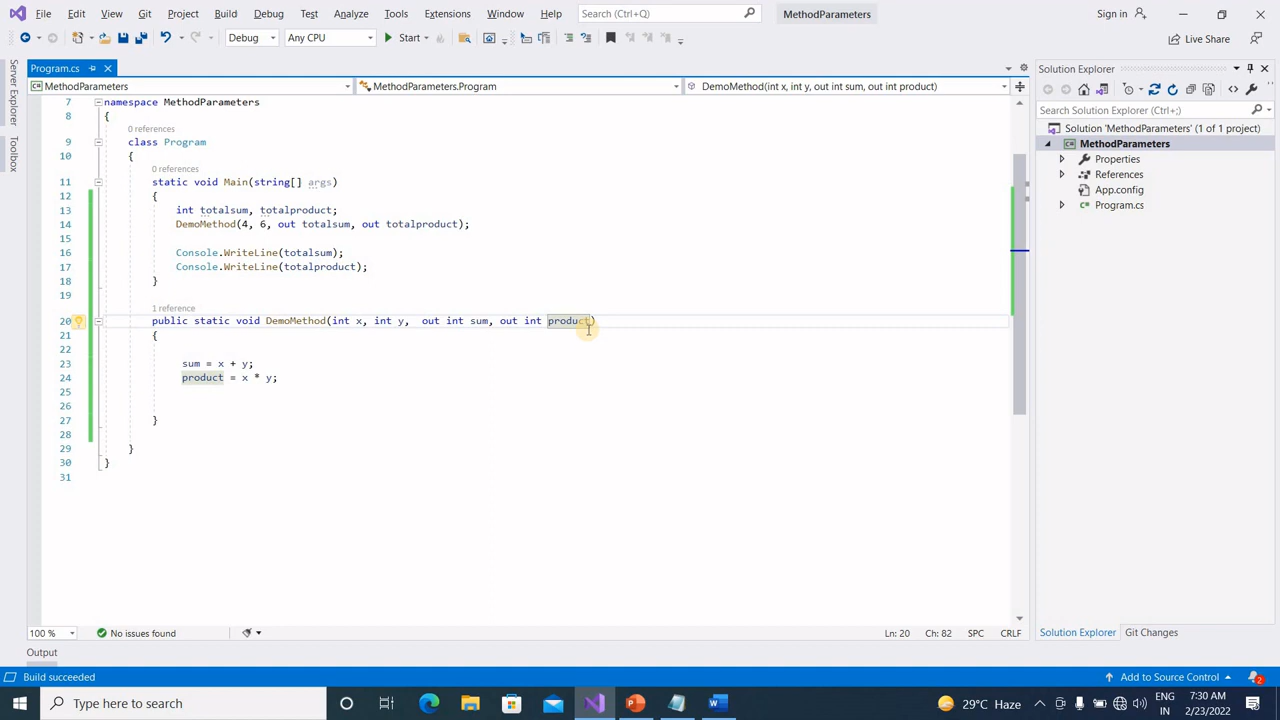 File Edit View Git Project Build Debug Test Analyze Tools Extensions Window Help Search (Ctrl+Q) MethodParameters Sign in
Debug Any CPU Start Live Share
Server Explorer
Toolbox
Program.cs
MethodParameters MethodParameters.Program DemoMethod(int x, int y, out int sum, out int product)
7 namespace MethodParameters
8 {
0 references
9 class Program
10 {
0 references
11 static void Main(string[] args)
12 {
13 int totalsum, totalproduct;
14 DemoMethod(4, 6, out totalsum, out totalproduct);
15
16 Console.WriteLine(totalsum);
17 Console.WriteLine(totalproduct);
18 }
19
1 reference
20 public static void DemoMethod(int x, int y, out int sum, out int product)
21 {
22
23 sum = x + y;
24 product = x * y;
25
26
27 }
28
29 }
30 }
31
Solution Explorer
Search Solution Explorer (Ctrl+;)
Solution 'MethodParameters' (1 of 1 project)
MethodParameters
Properties
References
App.config
Program.cs
100 % No issues found Ln: 20 Ch: 82 SPC CRLF
Solution Explorer Git Changes
Output
Build succeeded Add to Source Control 2
Type here to search 29°C Haze ENG IN 7:30 AM 2/23/2022